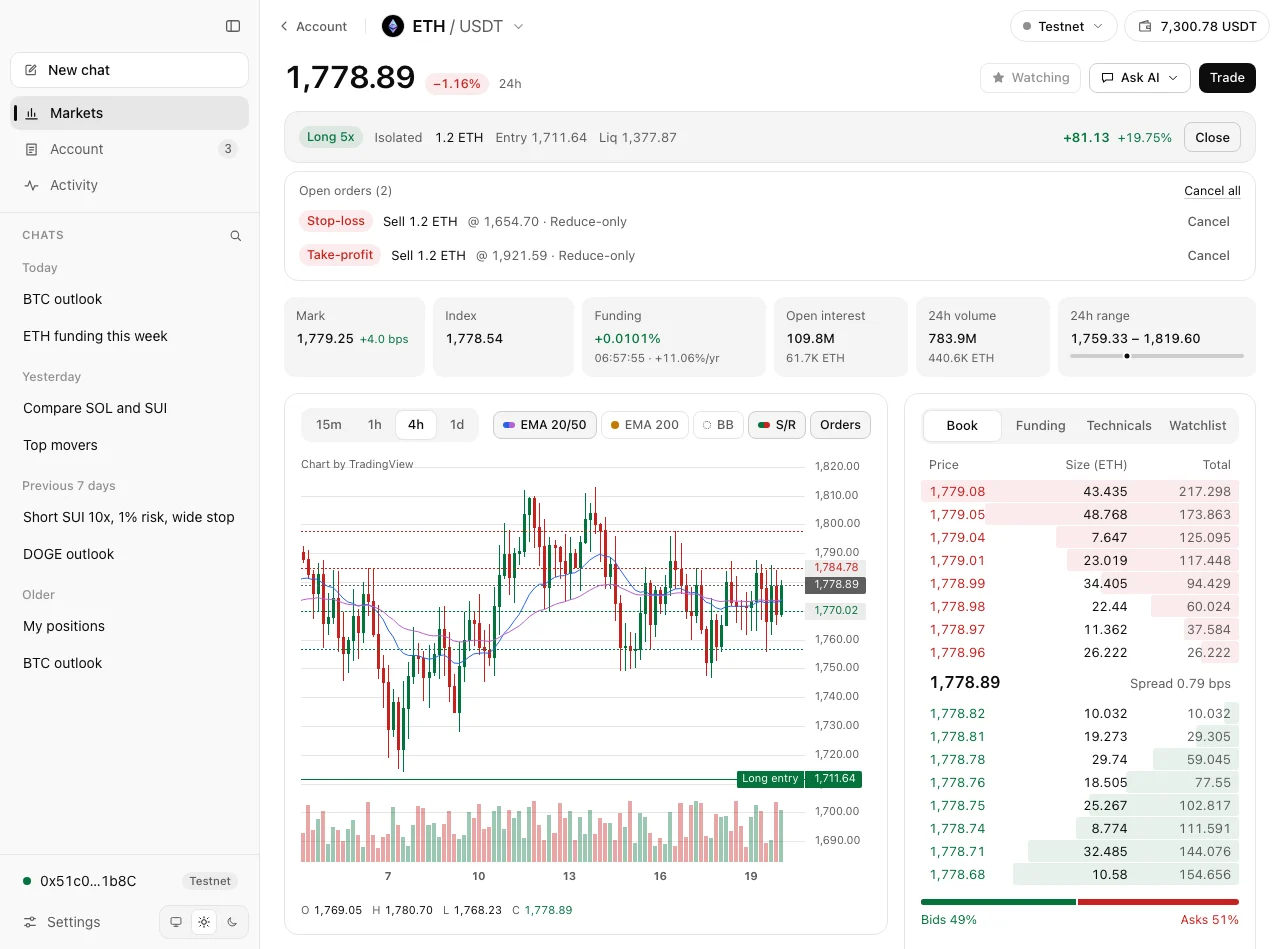 New chat
Markets
Account 3
Activity
CHATS
Today
BTC outlook
ETH funding this week
Yesterday
Compare SOL and SUI
Top movers
Previous 7 days
Short SUI 10x, 1% risk, wide stop
DOGE outlook
Older
My positions
BTC outlook
0x51c0...1b8C Testnet
Settings
Account ETH / USDT Testnet 7,300.78 USDT
1,778.89 −1.16% 24h Watching Ask AI Trade
Long 5x Isolated 1.2 ETH Entry 1,711.64 Liq 1,377.87 +81.13 +19.75% Close
Open orders (2) Cancel all
Stop-loss Sell 1.2 ETH @ 1,654.70 · Reduce-only Cancel
Take-profit Sell 1.2 ETH @ 1,921.59 · Reduce-only Cancel
Mark
1,779.25 +4.0 bps
Index
1,778.54
Funding
+0.0101%
06:57:55 · +11.06%/yr
Open interest
109.8M
61.7K ETH
24h volume
783.9M
440.6K ETH
24h range
1,759.33 – 1,819.60
15m 1h 4h 1d EMA 20/50 EMA 200 BB S/R Orders
Chart by TradingView
1,820.00
1,810.00
1,800.00
1,790.00
1,784.78
1,778.89
1,770.02
1,760.00
1,750.00
1,740.00
1,730.00
1,720.00
Long entry 1,711.64
1,700.00
1,690.00
7 10 13 16 19
O 1,769.05 H 1,780.70 L 1,768.23 C 1,778.89
Book Funding Technicals Watchlist
Price Size (ETH) Total
1,779.08 43.435 217.298
1,779.05 48.768 173.863
1,779.04 7.647 125.095
1,779.01 23.019 117.448
1,778.99 34.405 94.429
1,778.98 22.44 60.024
1,778.97 11.362 37.584
1,778.96 26.222 26.222
1,778.89 Spread 0.79 bps
1,778.82 10.032 10.032
1,778.81 19.273 29.305
1,778.78 29.74 59.045
1,778.76 18.505 77.55
1,778.75 25.267 102.817
1,778.74 8.774 111.591
1,778.71 32.485 144.076
1,778.68 10.58 154.656
Bids 49% Asks 51%